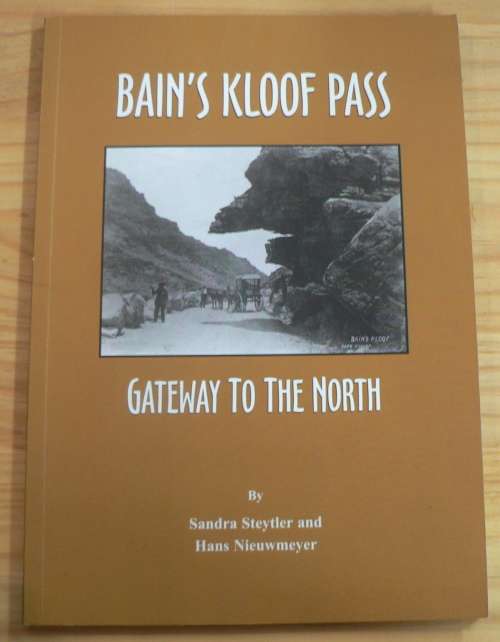 BAIN'S KLOOF PASS
BAIN'S KLOOF
GATEWAY TO THE NORTH
By
Sandra Steytler and
Hans Nieuwmeyer